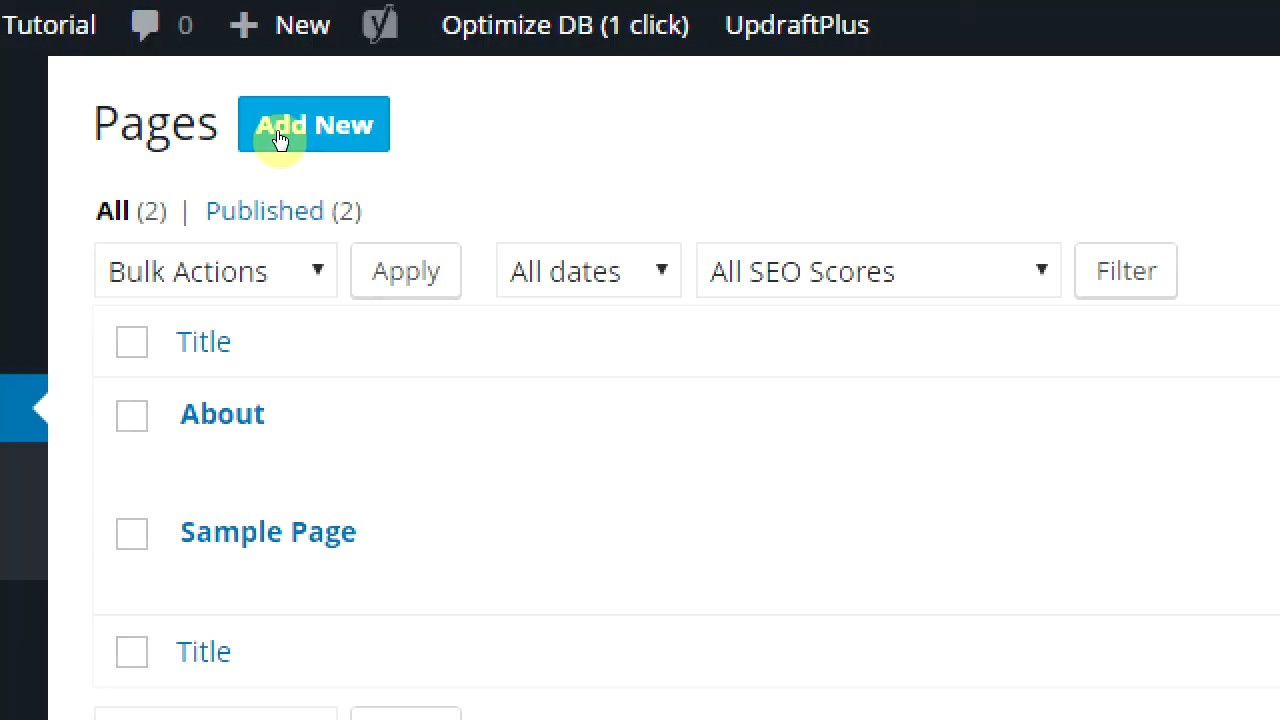 Tutorial 0 New Optimize DB (1 click) UpdraftPlus
Pages Add New
All (2) | Published (2)
Bulk Actions Apply All dates All SEO Scores Filter
Title
About
Sample Page
Title